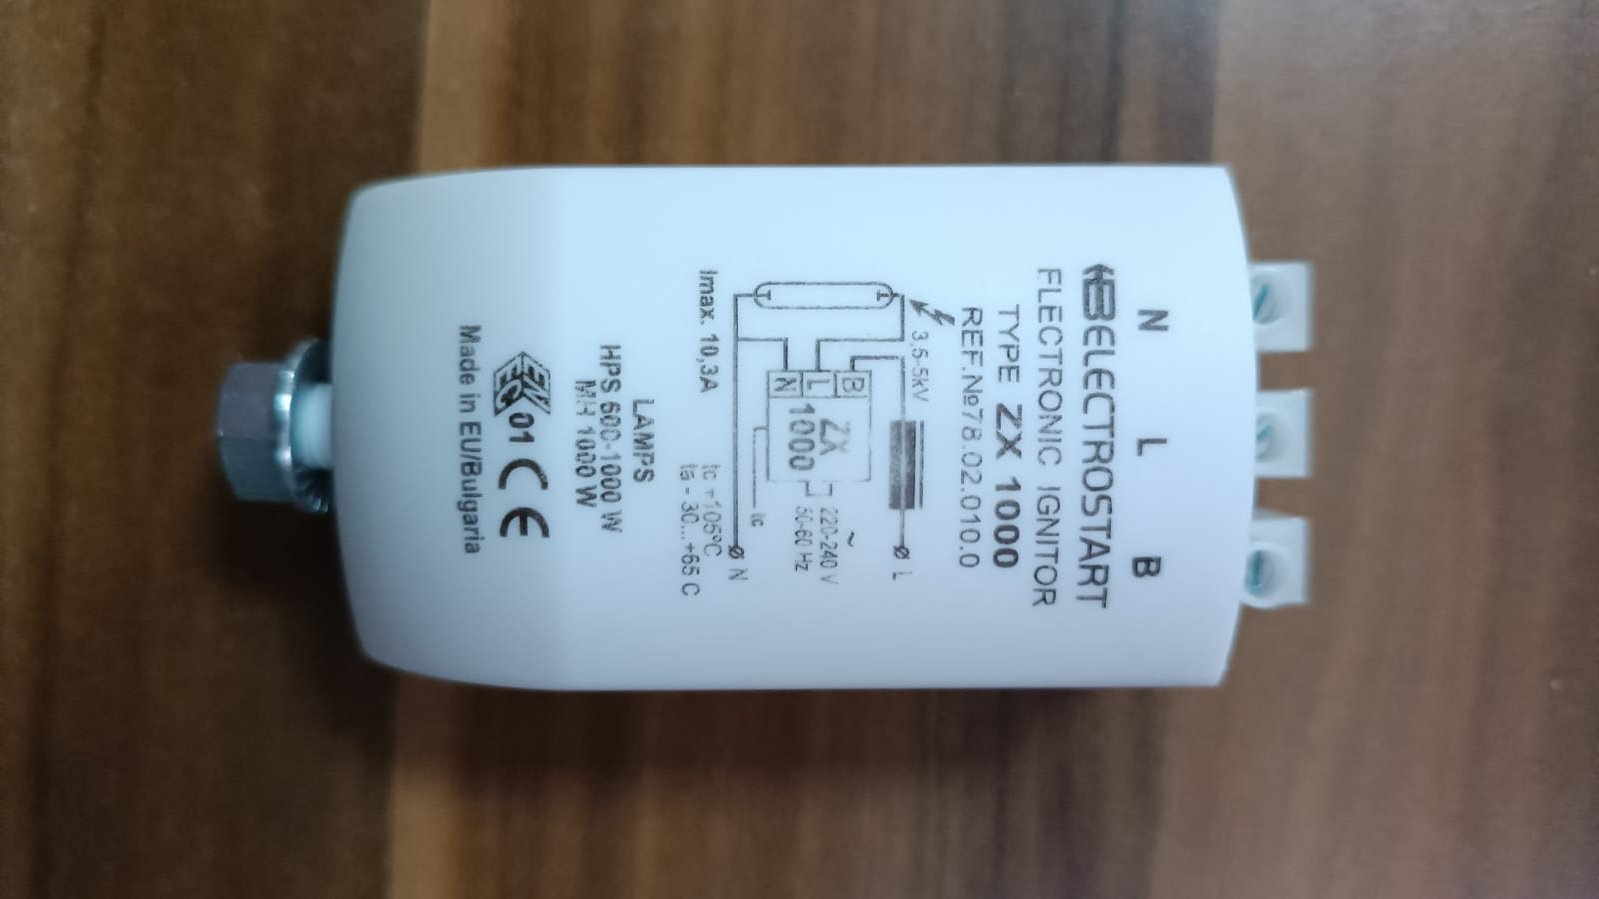 N L B
ELECTROSTART
ELECTRONIC IGNITOR
TYPE ZX 1000
REF.№78.02.010.0
3,5-5kV
L
B
L
N
ZX
1000
~
220-240 V
50-60 Hz
tc
N
Imax. 10,3A
tc = 105°C
ta - 30...+65 C
LAMPS
HPS 600-1000 W
MH 1000 W
ENEC 01 CE
Made in EU/Bulgaria